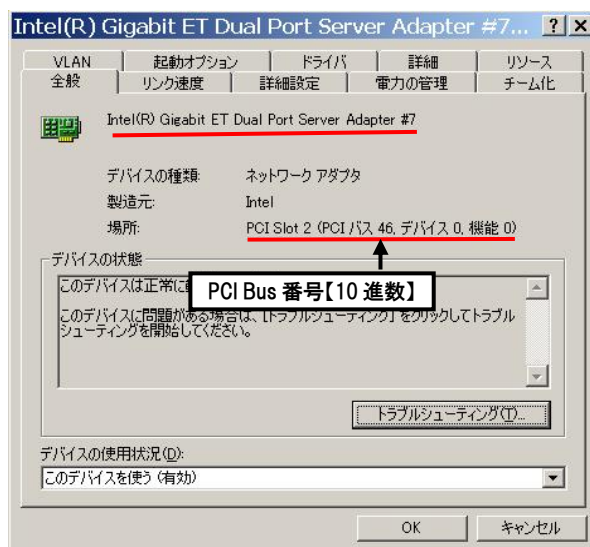 Intel(R) Gigabit ET Dual Port Server Adapter #7...
VLAN 起動オプション ドライバ 詳細 リソース
全般 リンク速度 詳細設定 電力の管理 チーム化
Intel(R) Gigabit ET Dual Port Server Adapter #7
デバイスの種類: ネットワーク アダプタ
製造元: Intel
場所: PCI Slot 2 (PCI バス 46, デバイス 0, 機能 0)
デバイスの状態
このデバイスは正常に
PCI Bus 番号【10 進数】
このデバイスに問題がある場合は、[トラブルシューティング] をクリックしてトラブル
シューティングを開始してください。
トラブルシューティング(T)...
デバイスの使用状況(D):
このデバイスを使う (有効)
OK キャンセル